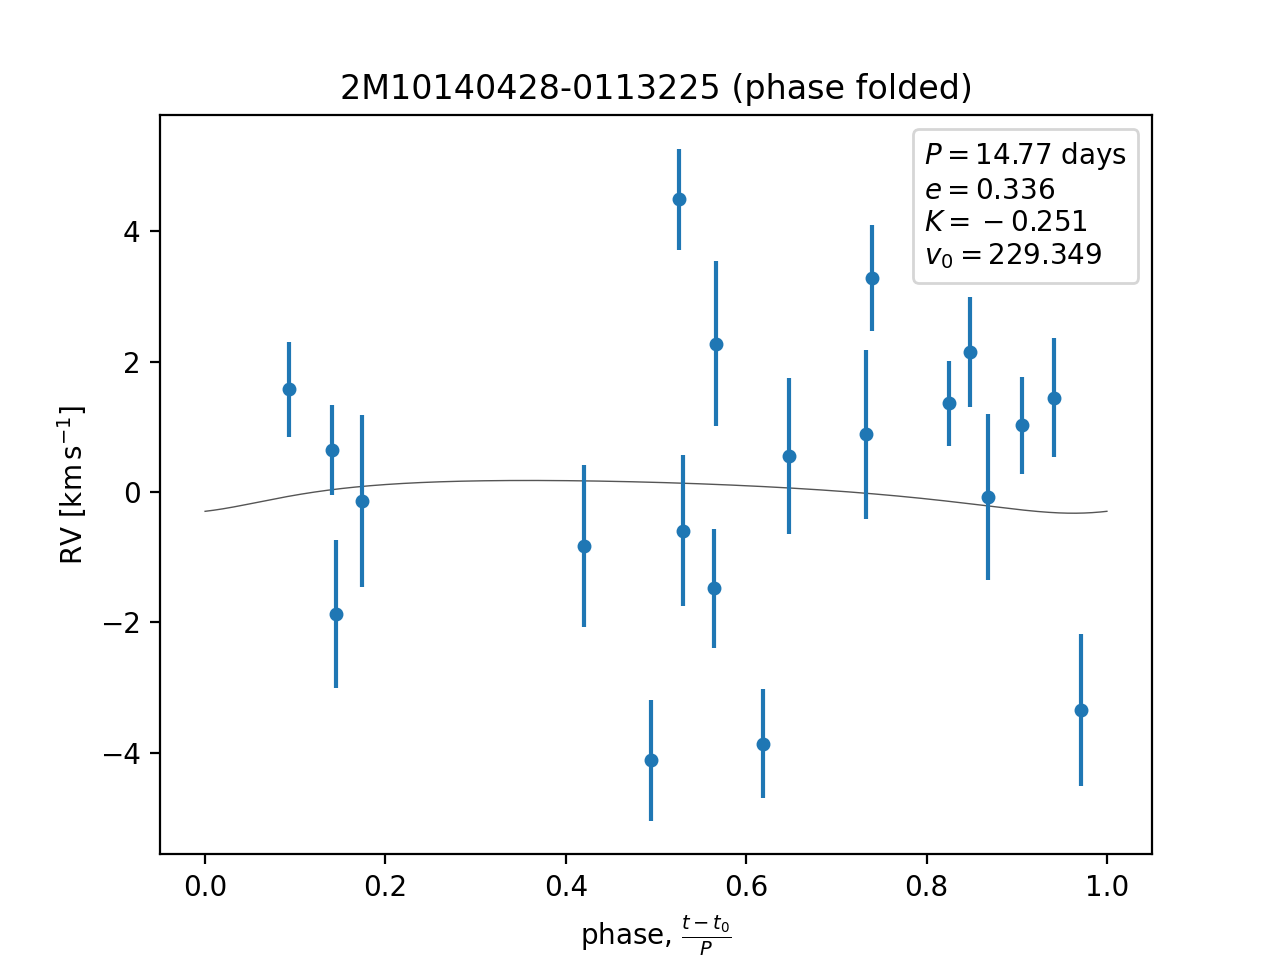 2M10140428-0113225 (phase folded)
P = 14.77 days
e = 0.336
K = −0.251
v₀ = 229.349
RV [km s⁻¹]
4
2
0
−2
−4
0.0 0.2 0.4 0.6 0.8 1.0
phase, (t − t₀)/P